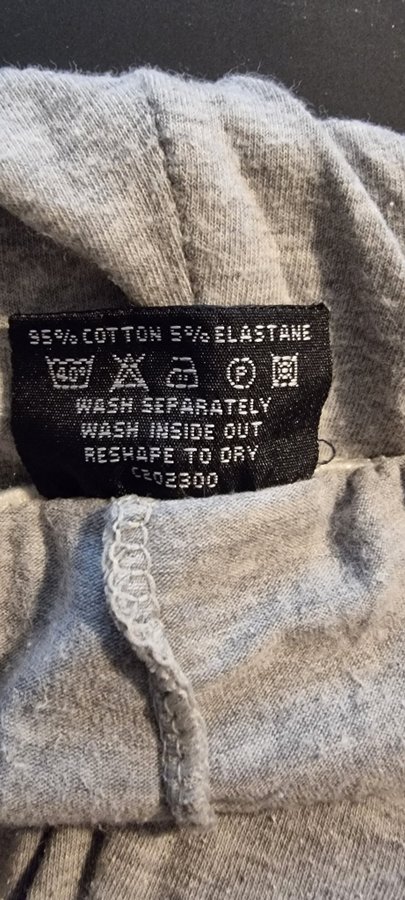 95% COTTON 5% ELASTANE
40° P
WASH SEPARATELY
WASH INSIDE OUT
RESHAPE TO DRY
C202300